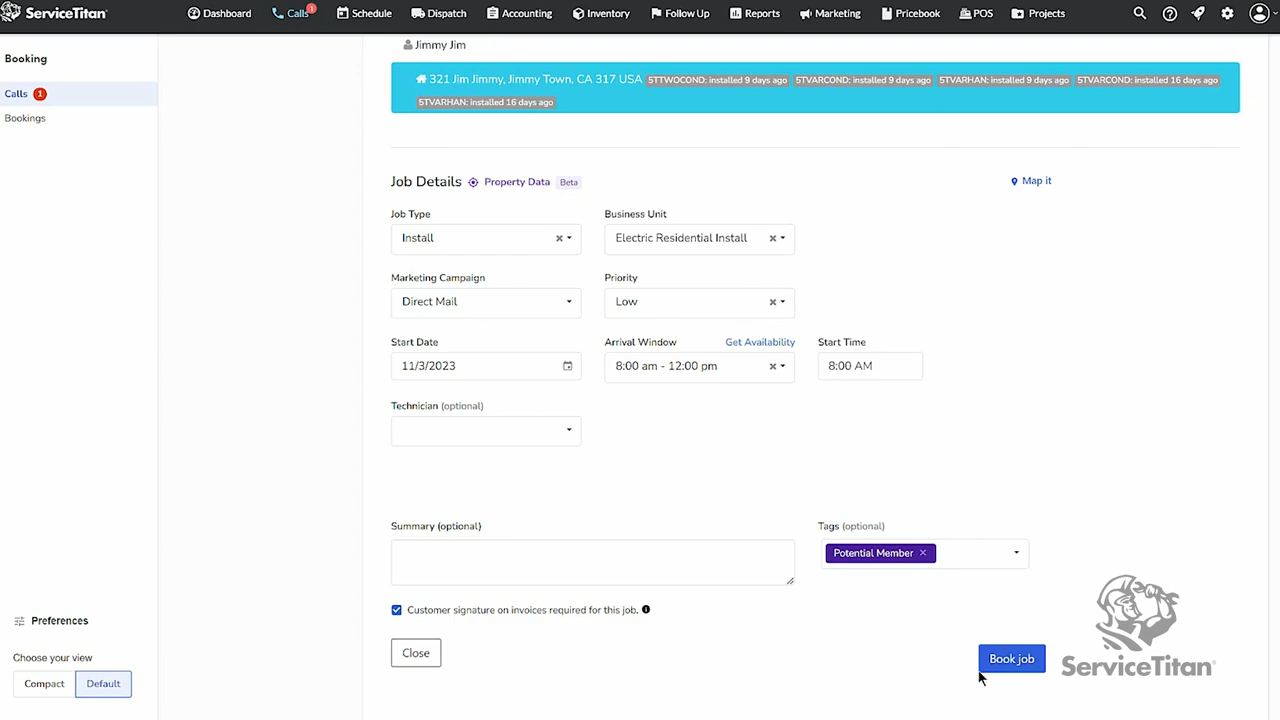 ServiceTitan Dashboard Calls 1 Schedule Dispatch Accounting Inventory Follow Up Reports Marketing Pricebook POS Projects
Booking
Calls 1
Bookings
Jimmy Jim
321 Jim Jimmy, Jimmy Town, CA 317 USA 5TTWOCOND: installed 9 days ago 5TVARCOND: installed 9 days ago 5TVARHAN: installed 9 days ago 5TVARCOND: installed 16 days ago
5TVARHAN: installed 16 days ago
Job Details Property Data Beta Map it
Job Type Business Unit
Install Electric Residential Install
Marketing Campaign Priority
Direct Mail Low
Start Date Arrival Window Get Availability Start Time
11/3/2023 8:00 am - 12:00 pm 8:00 AM
Technician (optional)
Summary (optional) Tags (optional)
Potential Member
Customer signature on invoices required for this job.
Close Book job
Preferences
Choose your view
Compact Default
ServiceTitan